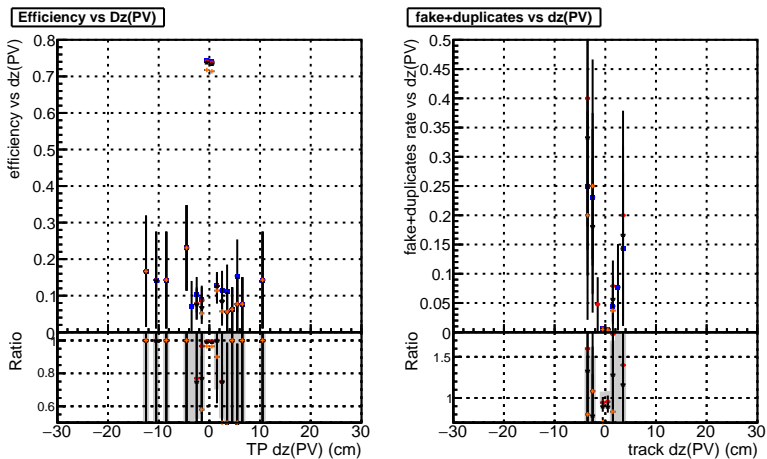 Efficiency vs Dz(PV)
efficiency vs dz(PV)
0.8
0.7
0.6
0.5
0.4
0.3
0.2
0.1
0
Ratio
1
0.8
0.6
−30 −20 −10 0 10 20 30
TP dz(PV) (cm)
fake+duplicates vs dz(PV)
fake+duplicates rate vs dz(PV)
0.5
0.45
0.4
0.35
0.3
0.25
0.2
0.15
0.1
0.05
0
Ratio
1.5
1
−30 −20 −10 0 10 20 30
track dz(PV) (cm)